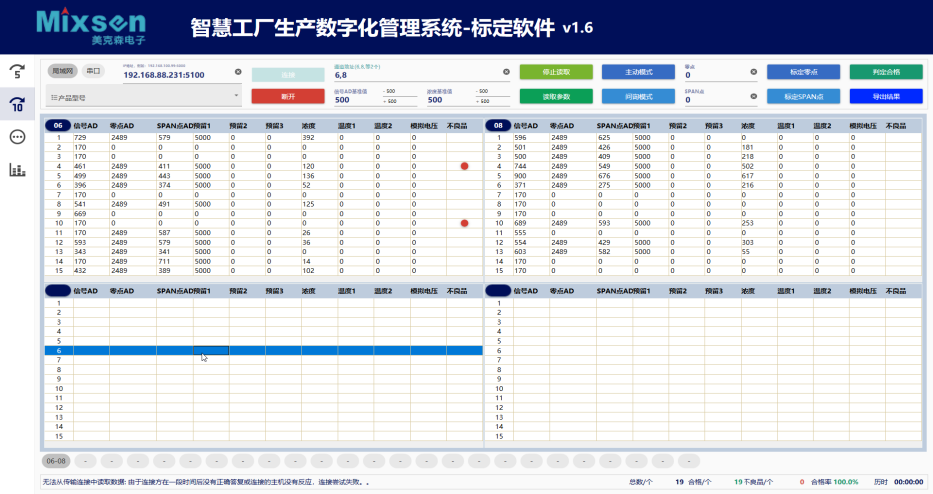 Mixsen
美克森电子
智慧工厂生产数字化管理系统-标定软件 v1.6
5
10
局域网 串口
192.168.88.231:5100
连接
6,8
停止读取 主动模式
零点
0
标定零点 判定合格
产品型号
断开
信号AD基准值
500
- 500
+ 500
浓度基准值
500
- 500
+ 500
读取参数 问询模式
SPAN点
0
标定SPAN点 导出结果
06 信号AD 零点AD SPAN点AD 预留1 预留2 预留3 浓度 温度1 温度2 模拟电压 不良品
1 729 2489 579 5000 0 0 392 0 0 0
2 170 0 0 0 0 0 0 0 0 0
3 170 0 0 0 0 0 0 0 0 0
4 461 2489 411 5000 0 0 120 0 0 0
5 499 2489 443 5000 0 0 136 0 0 0
6 396 2489 374 5000 0 0 52 0 0 0
7 170 0 0 0 0 0 0 0 0 0
8 541 2489 491 5000 0 0 125 0 0 0
9 669 0 0 0 0 0 0 0 0 0
10 170 0 0 0 0 0 0 0 0 0
11 170 2489 587 5000 0 0 26 0 0 0
12 593 2489 579 5000 0 0 36 0 0 0
13 343 2489 341 5000 0 0 0 0 0 0
14 170 2489 711 5000 0 0 14 0 0 0
15 432 2489 389 5000 0 0 102 0 0 0
08 信号AD 零点AD SPAN点AD 预留1 预留2 预留3 浓度 温度1 温度2 模拟电压 不良品
1 596 2489 625 5000 0 0 0 0 0 0
2 501 2489 426 5000 0 0 181 0 0 0
3 500 2489 409 5000 0 0 218 0 0 0
4 744 2489 549 5000 0 0 502 0 0 0
5 900 2489 676 5000 0 0 617 0 0 0
6 371 2489 275 5000 0 0 216 0 0 0
7 170 0 0 0 0 0 0 0 0 0
8 170 0 0 0 0 0 0 0 0 0
9 170 0 0 0 0 0 0 0 0 0
10 689 2489 593 5000 0 0 253 0 0 0
11 555 0 0 0 0 0 0 0 0 0
12 554 2489 429 5000 0 0 303 0 0 0
13 603 2489 582 5000 0 0 55 0 0 0
14 170 0 0 0 0 0 0 0 0 0
15 170 0 0 0 0 0 0 0 0 0
信号AD 零点AD SPAN点AD 预留1 预留2 预留3 浓度 温度1 温度2 模拟电压 不良品
1
2
3
4
5
6
7
8
9
10
11
12
13
14
15
信号AD 零点AD SPAN点AD 预留1 预留2 预留3 浓度 温度1 温度2 模拟电压 不良品
1
2
3
4
5
6
7
8
9
10
11
12
13
14
15
06-08 - - - - - - - - - - - - - - - - - - - - - - - -
无法从传输连接中读取数据: 由于连接方在一段时间后没有正确答复或连接的主机没有反应，连接尝试失败。。
总数/个 19 合格/个 19 不良品/个 0 合格率 100.0% 历时 00:00:00